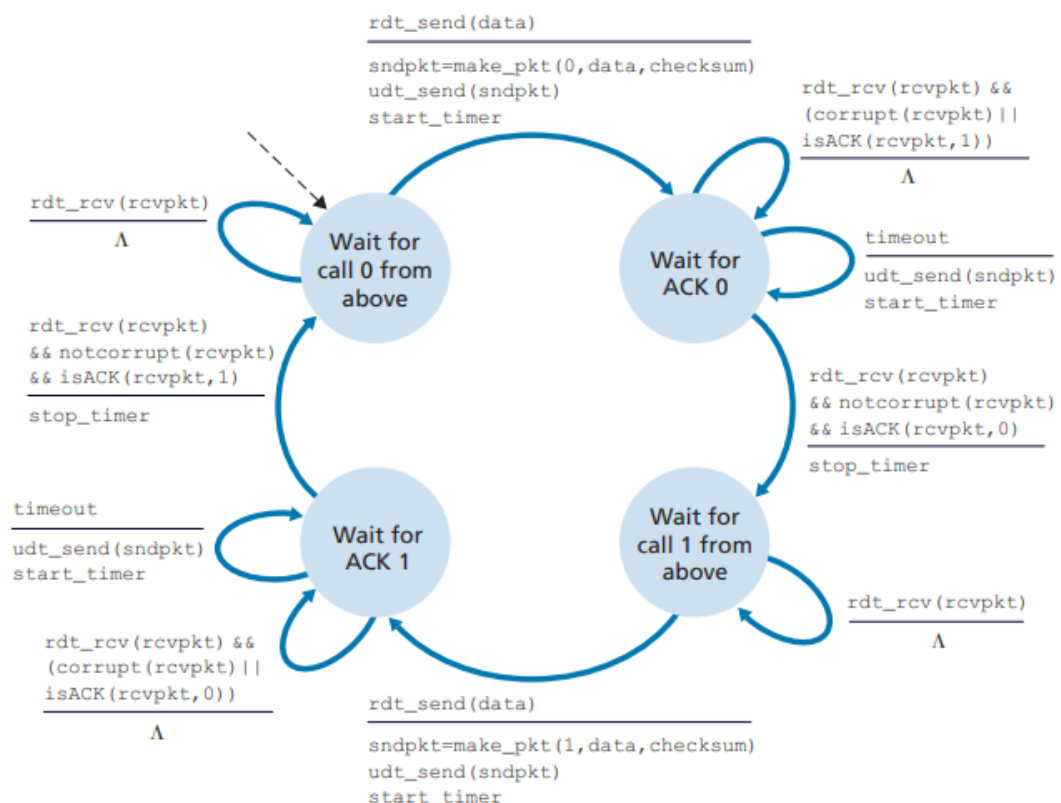 rdt_send(data)
sndpkt=make_pkt(0,data,checksum)
udt_send(sndpkt)
start_timer
rdt_rcv(rcvpkt) &&
(corrupt(rcvpkt)||
isACK(rcvpkt,1))
Λ
rdt_rcv(rcvpkt)
Λ
Wait for
call 0 from
above
Wait for
ACK 0
timeout
udt_send(sndpkt)
start_timer
rdt_rcv(rcvpkt)
&& notcorrupt(rcvpkt)
&& isACK(rcvpkt,1)
stop_timer
rdt_rcv(rcvpkt)
&& notcorrupt(rcvpkt)
&& isACK(rcvpkt,0)
stop_timer
timeout
udt_send(sndpkt)
start_timer
Wait for
ACK 1
Wait for
call 1 from
above
rdt_rcv(rcvpkt)
Λ
rdt_rcv(rcvpkt) &&
(corrupt(rcvpkt)||
isACK(rcvpkt,0))
Λ
rdt_send(data)
sndpkt=make_pkt(1,data,checksum)
udt_send(sndpkt)
start_timer